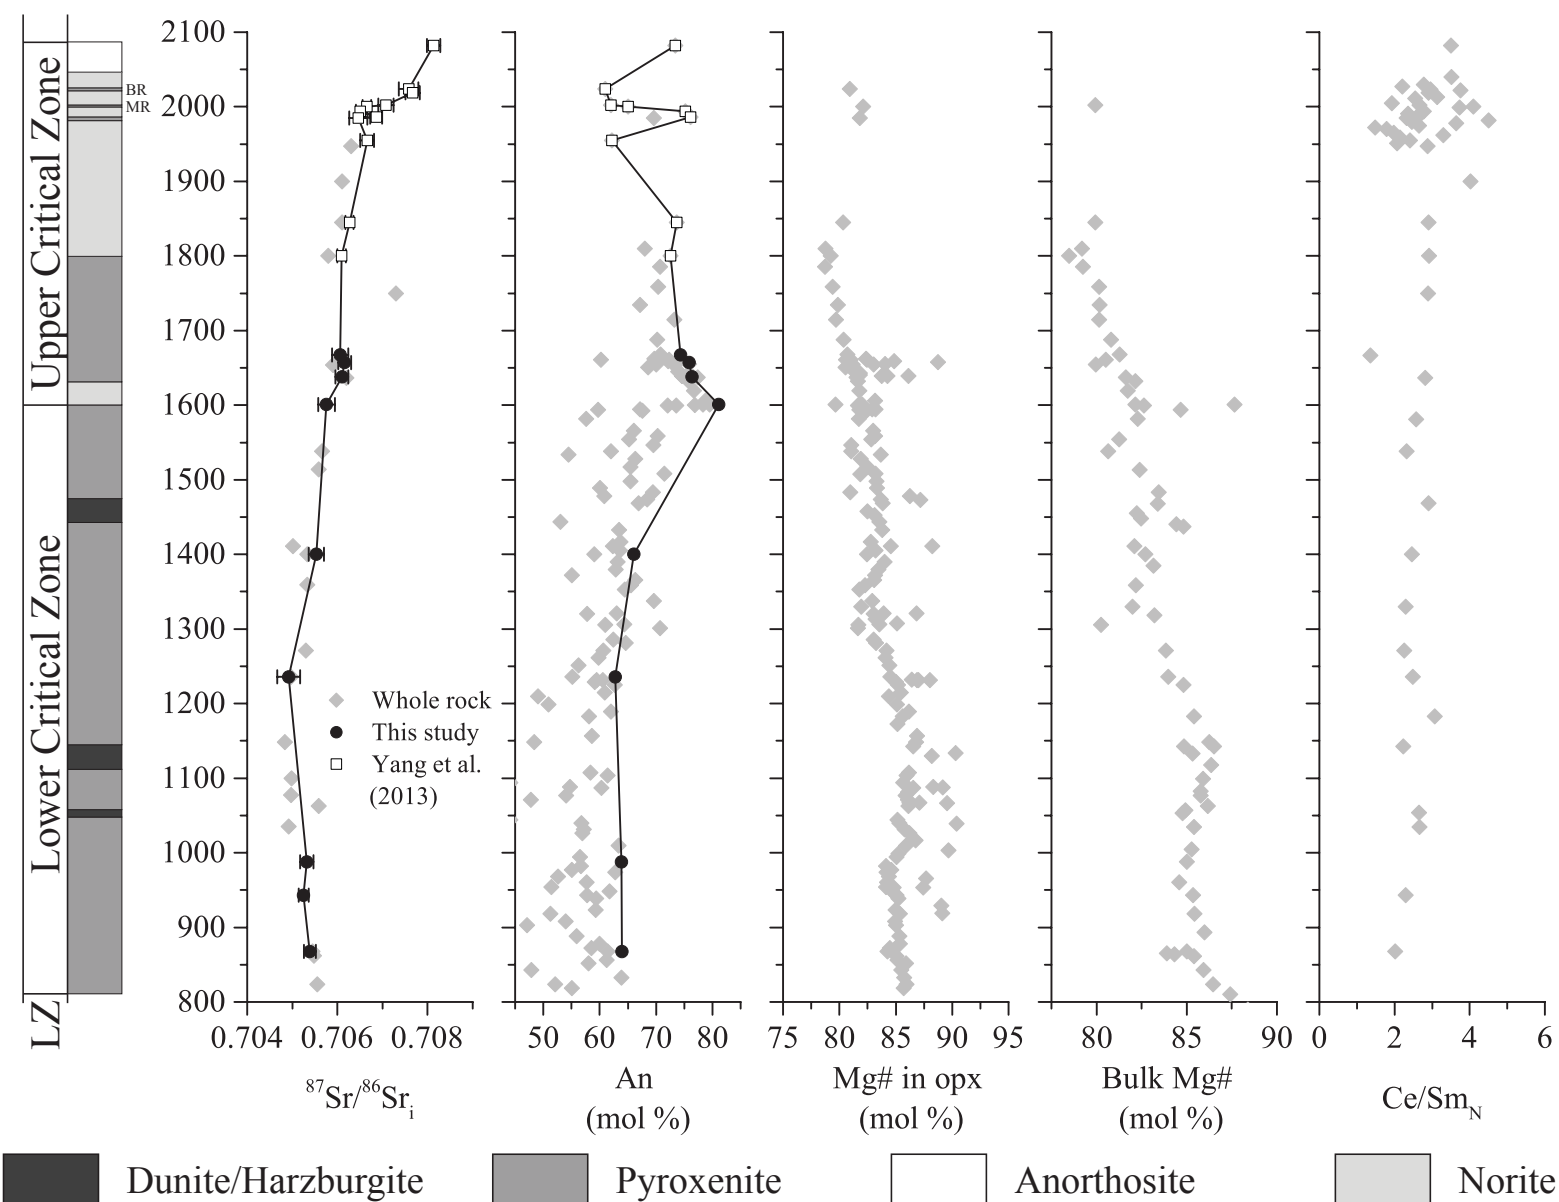 Upper Critical Zone
Lower Critical Zone
LZ
BR
MR
2100
2000
1900
1800
1700
1600
1500
1400
1300
1200
1100
1000
900
800
Whole rock
This study
Yang et al.
(2013)
0.704 0.706 0.708
50 60 70 80
75 80 85 90 95
80 85 90
0 2 4 6
87Sr/86Sri
An
(mol %)
Mg# in opx
(mol %)
Bulk Mg#
(mol %)
Ce/SmN
Dunite/Harzburgite Pyroxenite Anorthosite Norite